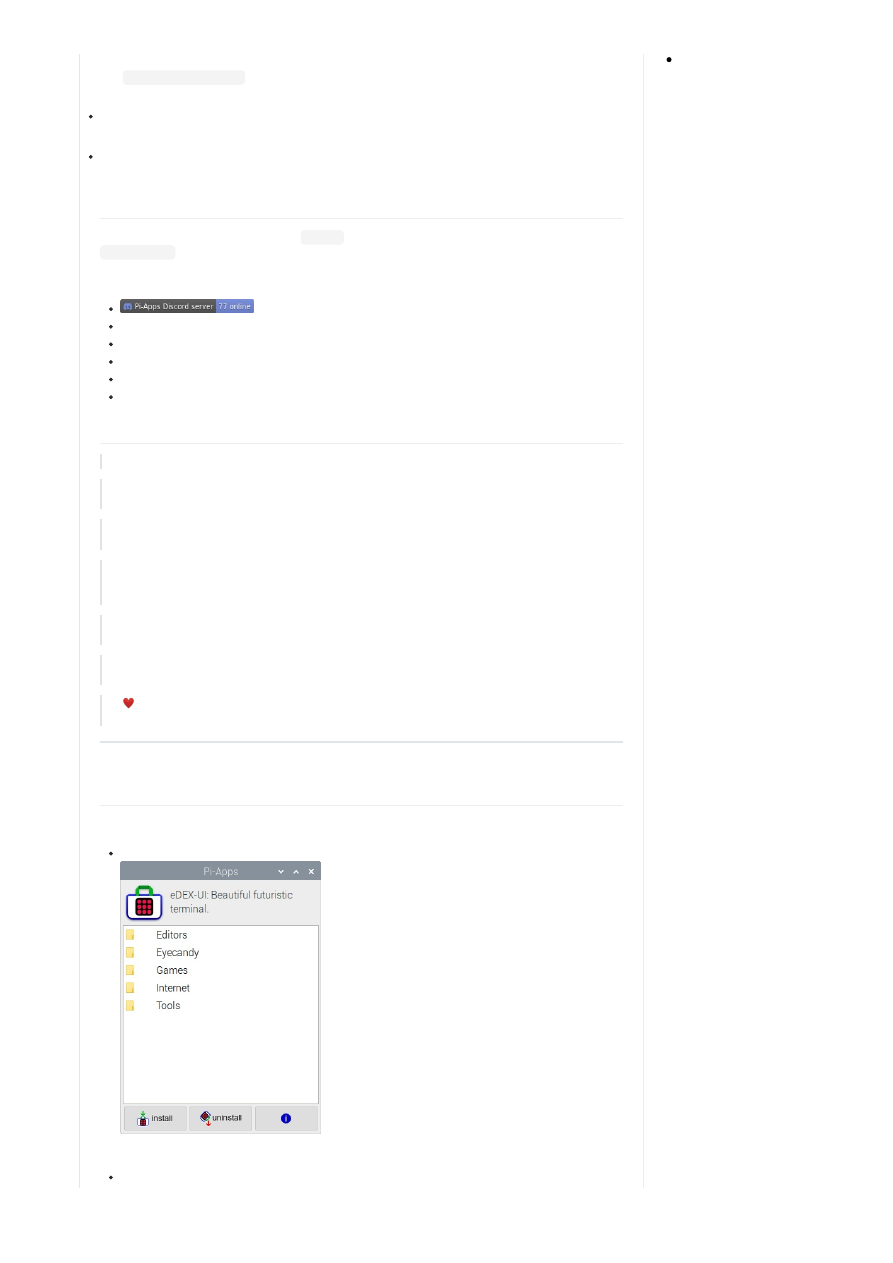 Pi-Apps Discord server 77 online
Pi-Apps
eDEX-UI: Beautiful futuristic
terminal.
Editors
Eyecandy
Games
Internet
Tools
install
uninstall